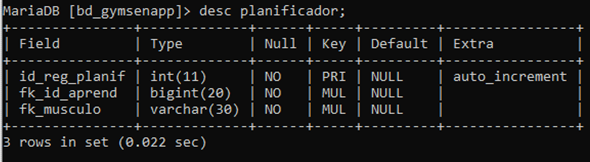 MariaDB [bd_gymsenapp]> desc planificador;
+---------------+-------------+------+-----+---------+----------------+
| Field         | Type        | Null | Key | Default | Extra          |
+---------------+-------------+------+-----+---------+----------------+
| id_reg_planif | int(11)     | NO   | PRI | NULL    | auto_increment |
| fk_id_aprend  | bigint(20)  | NO   | MUL | NULL    |                |
| fk_musculo    | varchar(30) | NO   | MUL | NULL    |                |
+---------------+-------------+------+-----+---------+----------------+
3 rows in set (0.022 sec)